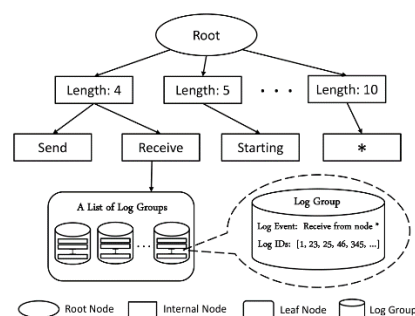 Root
Length: 4
Length: 5
. . .
Length: 10
Send
Receive
Starting
*
A List of Log Groups
...
Log Group
Log Event: Receive from node *
Log IDs: [1, 23, 25, 46, 345, ...]
Root Node
Internal Node
Leaf Node
Log Group